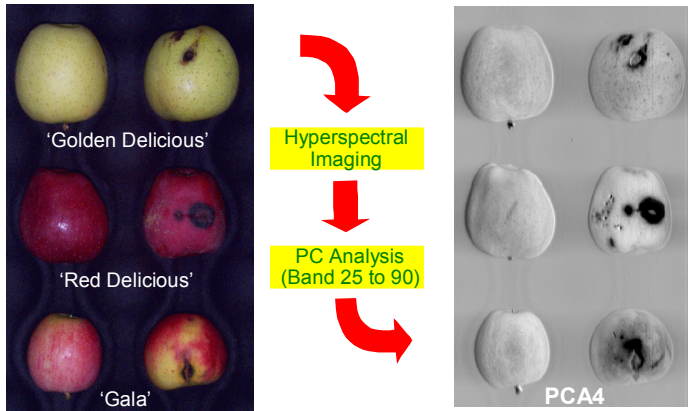 ‘Golden Delicious’
‘Red Delicious’
‘Gala’
Hyperspectral
Imaging
PC Analysis
(Band 25 to 90)
PCA4